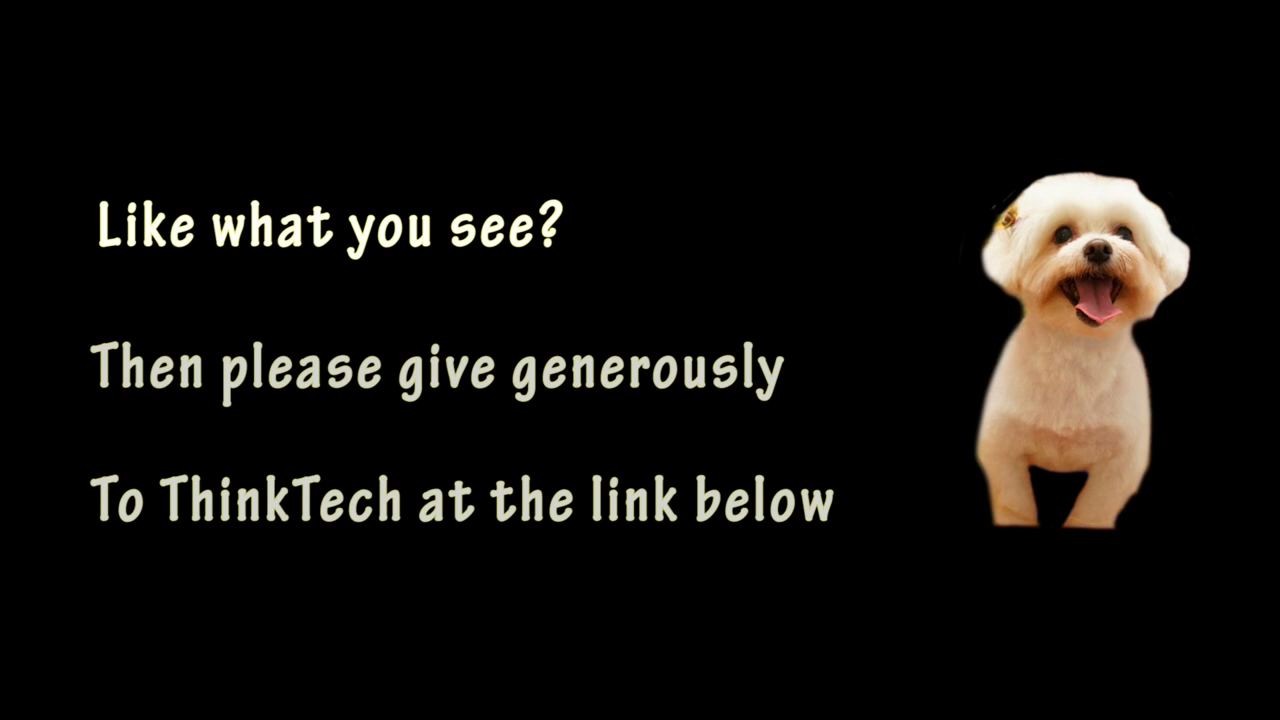 Like what you see?
Then please give generously
To ThinkTech at the link below